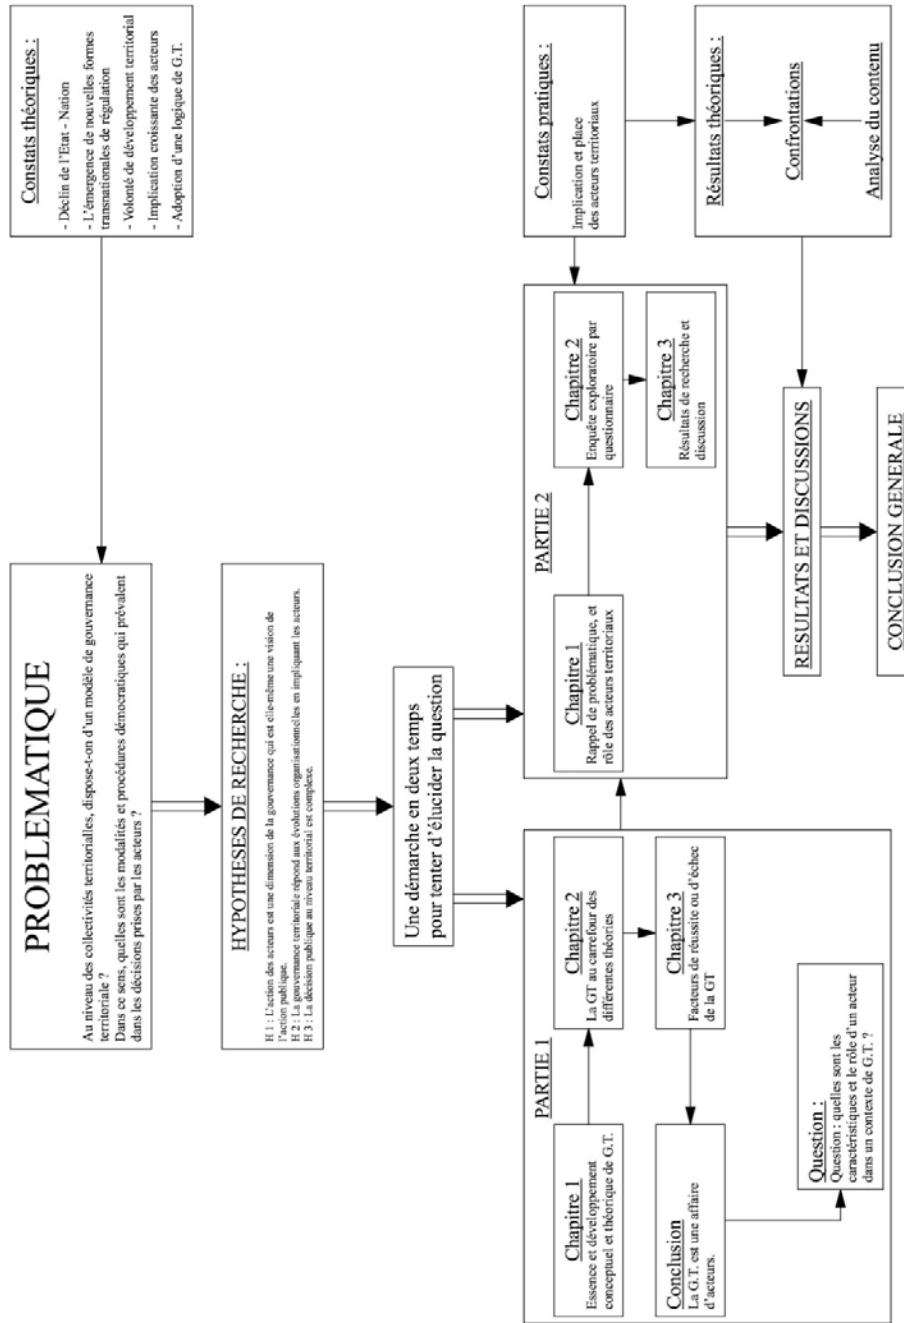 PROBLEMATIQUE
Au niveau des collectivités territorialles, dispose-t-on d'un modèle de gouvernance
territoriale ?
Dans ce sens, quelles sont les modalités et procédures démocratiques qui prévalent
dans les décisions prises par les acteurs ?
Constats théoriques :
- Déclin de l'Etat - Nation
- L'émergence de nouvelles formes
transnationales de régulation
- Volonté de développement territorial
- Implication croissante des acteurs
- Adoption d'une logique de G.T.
HYPOTHESES DE RECHERCHE :
H 1 : L'action des acteurs est une dimension de la gouvernance qui est elle-même une vision de
l'action publique.
H 2 : La gouvernance territoriale répond aux évolutions organisationnelles en impliquant les acteurs.
H 3 : La décision publique au niveau territorial est complexe.
Une démarche en deux temps
pour tenter d'élucider la question
PARTIE 1
Chapitre 1
Essence et développement
conceptuel et théorique de G.T.
Chapitre 2
La GT au carrefour des
différentes théories
Chapitre 3
Facteurs de réussite ou d'échec
de la GT
Conclusion
La G.T. est une affaire
d'acteurs.
Question :
Question : quelles sont les
caractéristiques et le rôle d'un acteur
dans un contexte de G.T. ?
PARTIE 2
Chapitre 1
Rappel de problématique, et
rôle des acteurs territoriaux
Chapitre 2
Enquête exploratoire par
questionnaire
Chapitre 3
Résultats de recherche et
discussion
Constats pratiques :
Implication et place
des acteurs territoriaux
Résultats théoriques :
Confrontations
Analyse du contenu
RESULTATS ET DISCUSSIONS
CONCLUSION GENERALE